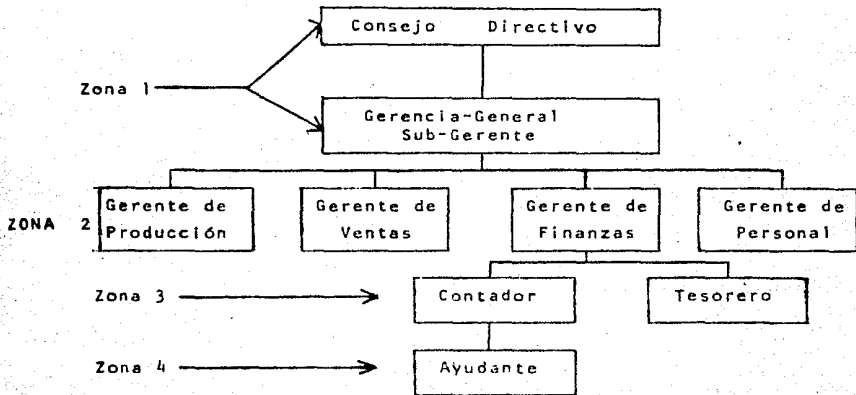 Consejo Directivo
Zona 1
Gerencia-General
Sub-Gerente
ZONA 2
Gerente de
Producción
Gerente de
Ventas
Gerente de
Finanzas
Gerente de
Personal
Zona 3
Contador
Tesorero
Zona 4
Ayudante